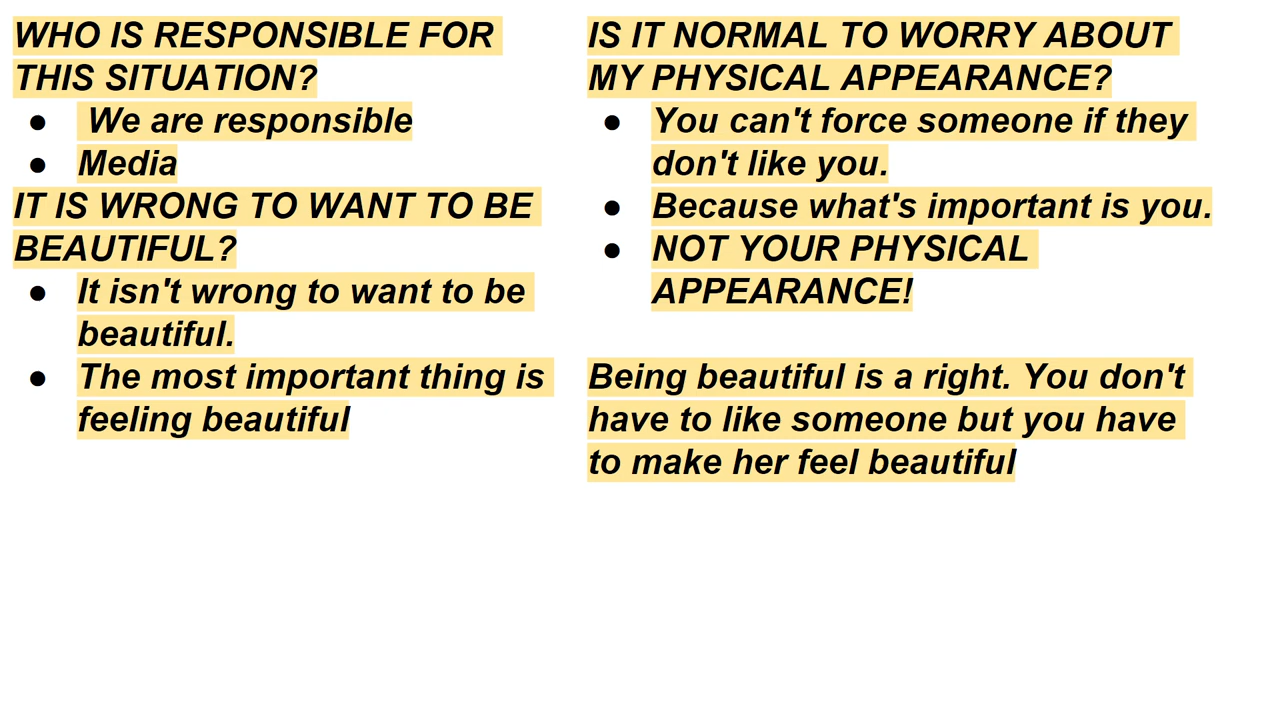 WHO IS RESPONSIBLE FOR
THIS SITUATION?
● We are responsible
● Media
IT IS WRONG TO WANT TO BE
BEAUTIFUL?
● It isn't wrong to want to be
beautiful.
● The most important thing is
feeling beautiful
IS IT NORMAL TO WORRY ABOUT
MY PHYSICAL APPEARANCE?
● You can't force someone if they
don't like you.
● Because what's important is you.
● NOT YOUR PHYSICAL
APPEARANCE!
Being beautiful is a right. You don't
have to like someone but you have
to make her feel beautiful